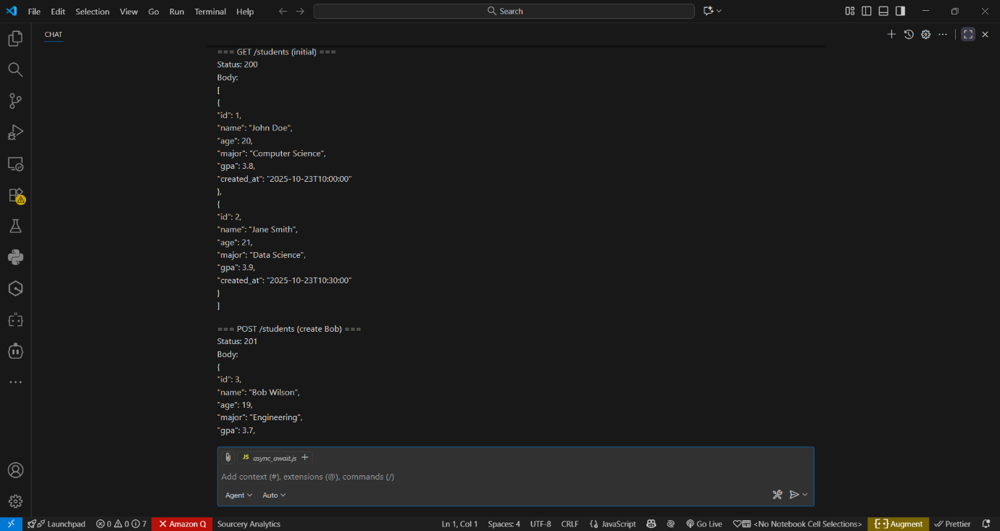 File Edit Selection View Go Run Terminal Help
Search
CHAT
=== GET /students (initial) ===
Status: 200
Body:
[
{
"id": 1,
"name": "John Doe",
"age": 20,
"major": "Computer Science",
"gpa": 3.8,
"created_at": "2025-10-23T10:00:00"
},
{
"id": 2,
"name": "Jane Smith",
"age": 21,
"major": "Data Science",
"gpa": 3.9,
"created_at": "2025-10-23T10:30:00"
}
]
=== POST /students (create Bob) ===
Status: 201
Body:
{
"id": 3,
"name": "Bob Wilson",
"age": 19,
"major": "Engineering",
"gpa": 3.7,
JS async_await.js +
Add context (#), extensions (@), commands (/)
Agent Auto
Launchpad 0 0 7 Amazon Q Sourcery Analytics Ln 1, Col 1 Spaces: 4 UTF-8 CRLF JavaScript Go Live <No Notebook Cell Selections> Augment Prettier